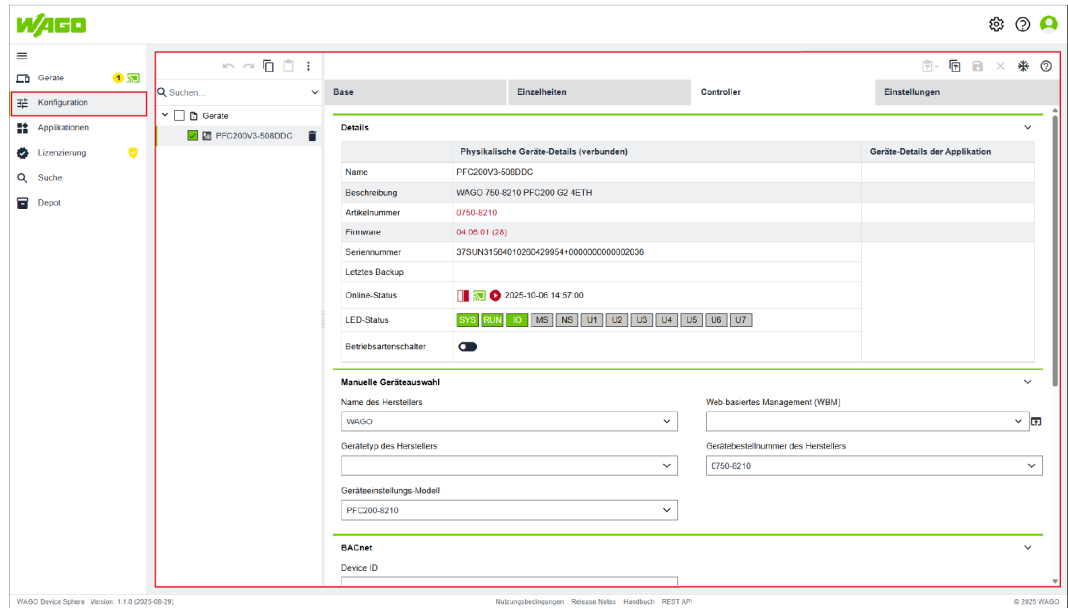 WAGO
Geräte 1
Konfiguration
Applikationen
Lizenzierung
Suche
Depot
Suchen...
Geräte
PFC200V3-508DDC
Base Einzelheiten Controller Einstellungen
Details
Physikalische Geräte-Details (verbunden) Geräte-Details der Applikation
Name PFC200V3-508DDC
Beschreibung WAGO 750-8210 PFC200 G2 4ETH
Artikelnummer 0750-8210
Firmware 04.08.01 (28)
Seriennummer 37SUN31564010260429954+0000000000002036
Letztes Backup
Online-Status 2025-10-06 14:57:00
LED-Status SYS RUN IO MS NS U1 U2 U3 U4 U5 U6 U7
Betriebsartenschalter
Manuelle Geräteauswahl
Name des Herstellers Web-basiertes Management (WBM)
WAGO
Gerätetyp des Herstellers Gerätebestellnummer des Herstellers
0750-8210
Geräteeinstellungs-Modell
PFC200-8210
BACnet
Device ID
WAGO Device Sphere Version: 1.1.0 (2025-08-29) Nutzungsbedingungen Release Notes Handbuch REST API © 2025 WAGO